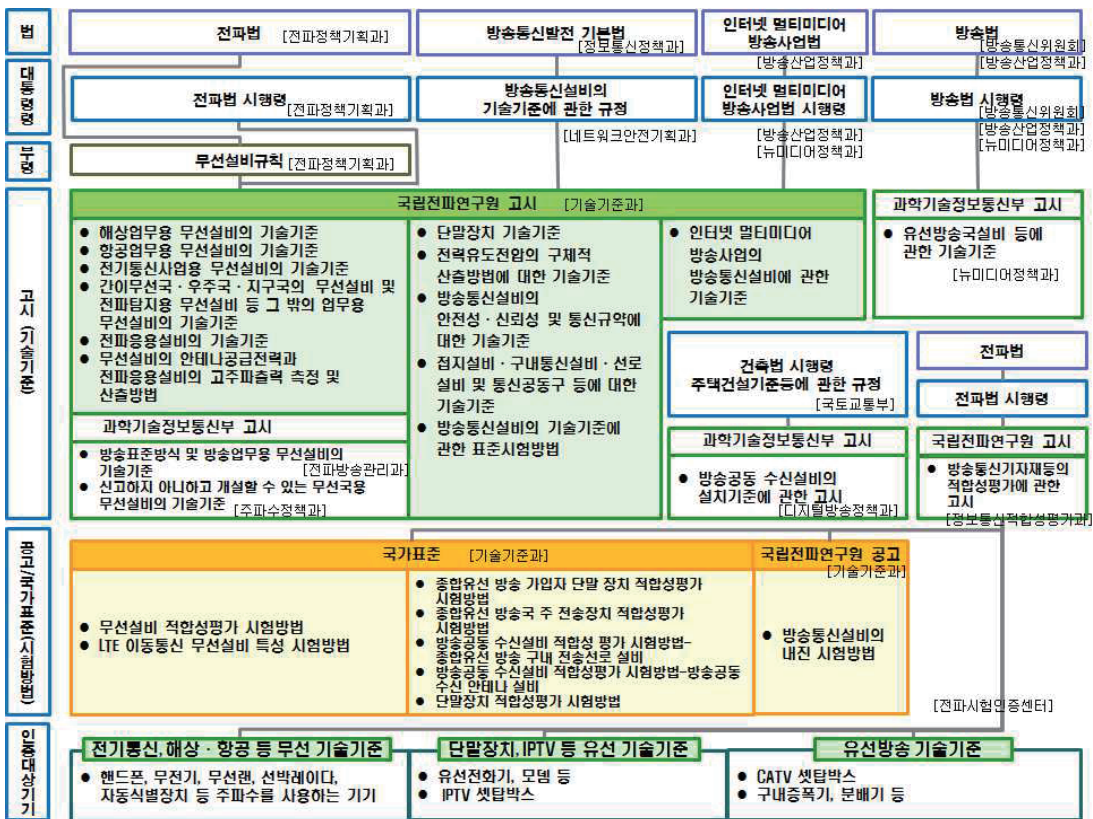 법
전파법 [전파정책기획과]
방송통신발전 기본법
[정보통신정책과]
인터넷 멀티미디어
방송사업법
[방송산업정책과]
방송법
[방송통신위원회]
[방송산업정책과]
대통령령
전파법 시행령
[전파정책기획과]
방송통신설비의
기술기준에 관한 규정
[네트워크안전기획과]
인터넷 멀티미디어
방송사업법 시행령
[방송산업정책과]
[뉴미디어정책과]
방송법 시행령
[방송통신위원회]
[방송산업정책과]
[뉴미디어정책과]
부령
무선설비규칙 [전파정책기획과]
고시(기술기준)
국립전파연구원 고시 [기술기준과]
● 해상업무용 무선설비의 기술기준
● 항공업무용 무선설비의 기술기준
● 전기통신사업용 무선설비의 기술기준
● 간이무선국·우주국·지구국의 무선설비 및
전파탐지용 무선설비 등 그 밖의 업무용
무선설비의 기술기준
● 전파응용설비의 기술기준
● 무선설비의 안테나공급전력과
전파응용설비의 고주파출력 측정 및
산출방법
과학기술정보통신부 고시
● 방송표준방식 및 방송업무용 무선설비의
기술기준
[전파방송관리과]
● 신고하지 아니하고 개설할 수 있는 무선국용
무선설비의 기술기준 [주파수정책과]
● 단말장치 기술기준
● 전력유도전압의 구체적
산출방법에 대한 기술기준
● 방송통신설비의
안전성·신뢰성 및 통신규약에
대한 기술기준
● 접지설비·구내통신설비·선로
설비 및 통신공동구 등에 대한
기술기준
● 방송통신설비의 기술기준에
관한 표준시험방법
● 인터넷 멀티미디어
방송사업의
방송통신설비에 관한
기술기준
과학기술정보통신부 고시
● 유선방송국설비 등에
관한 기술기준
[뉴미디어정책과]
건축법 시행령
주택건설기준등에 관한 규정
[국토교통부]
과학기술정보통신부 고시
● 방송공동 수신설비의
설치기준에 관한 고시
[디지털방송정책과]
전파법
전파법 시행령
국립전파연구원 고시
● 방송통신기자재등의
적합성평가에 관한
고시
[정보통신적합성평가과]
공고/국가표준(시험방법)
국가표준 [기술기준과]
● 무선설비 적합성평가 시험방법
● LTE 이동통신 무선설비 특성 시험방법
● 종합유선 방송 가입자 단말 장치 적합성평가
시험방법
● 종합유선 방송국 주 전송장치 적합성평가
시험방법
● 방송공동 수신설비 적합성 평가 시험방법-
종합유선 방송 구내 전송선로 설비
● 방송공동 수신설비 적합성평가 시험방법-방송공동
수신 안테나 설비
● 단말장치 적합성평가 시험방법
국립전파연구원 공고
[기술기준과]
● 방송통신설비의
내진 시험방법
[전파시험인증센터]
인증대상기기
전기통신, 해상·항공 등 무선 기술기준
● 핸드폰, 무전기, 무선랜, 선박레이다,
자동식별장치 등 주파수를 사용하는 기기
단말장치, IPTV 등 유선 기술기준
● 유선전화기, 모뎀 등
● IPTV 셋탑박스
유선방송 기술기준
● CATV 셋탑박스
● 구내증폭기, 분배기 등